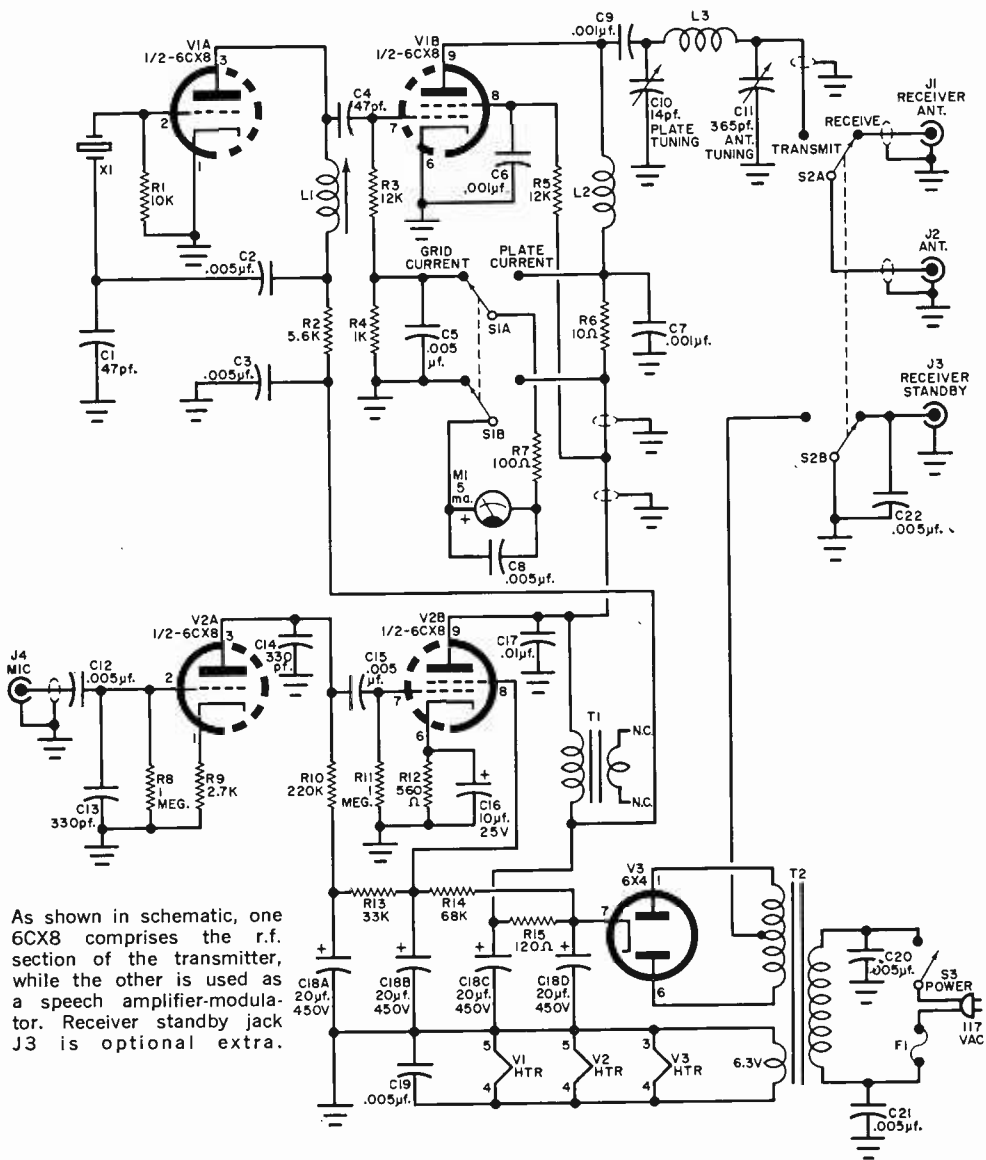 V1A
1/2-6CX8
3
2
1
X1
R1
10K
C1
47pf.
C2
.005µf.
C3
.005µf.
L1
R2
5.6K
C4
47pf.
V1B
1/2-6CX8
9
8
7
6
C6
.001µf.
R3
12K
R4
1K
GRID
CURRENT
PLATE
CURRENT
C5
.005
µf.
S1A
S1B
R5
12K
L2
R6
10Ω
C7
.001µf.
R7
100Ω
M1
5
ma.
+
C8
.005µf.
C9
.001µf.
L3
C10
14pf.
PLATE
TUNING
C11
365pf.
ANT.
TUNING
TRANSMIT
RECEIVE
S2A
J1
RECEIVER
ANT.
J2
ANT.
J3
RECEIVER
STANDBY
S2B
C22
.005µf.
J4
MIC
C12
.005µf.
C13
330pf.
R8
1
MEG.
R9
2.7K
V2A
1/2-6CX8
3
2
1
C14
330
pf.
R10
220K
C15
.005
µf.
R11
1
MEG.
V2B
1/2-6CX8
9
8
7
6
R12
560
Ω
+
C16
10µf.
25V
C17
.01µf.
T1
N.C.
N.C.
R13
33K
R14
68K
R15
120Ω
V3
6X4
1
7
6
T2
+
C18A
20µf.
450V
+
C18B
20µf.
450V
+
C18C
20µf.
450V
+
C18D
20µf.
450V
C19
.005µf.
5
V1
HTR
4
5
V2
HTR
4
3
V3
HTR
4
6.3V
C20
.005µf.
S3
POWER
117
VAC
F1
C21
.005µf.
As shown in schematic, one
6CX8 comprises the r.f.
section of the transmitter,
while the other is used as
a speech amplifier-modula-
tor. Receiver standby jack
J3 is optional extra.